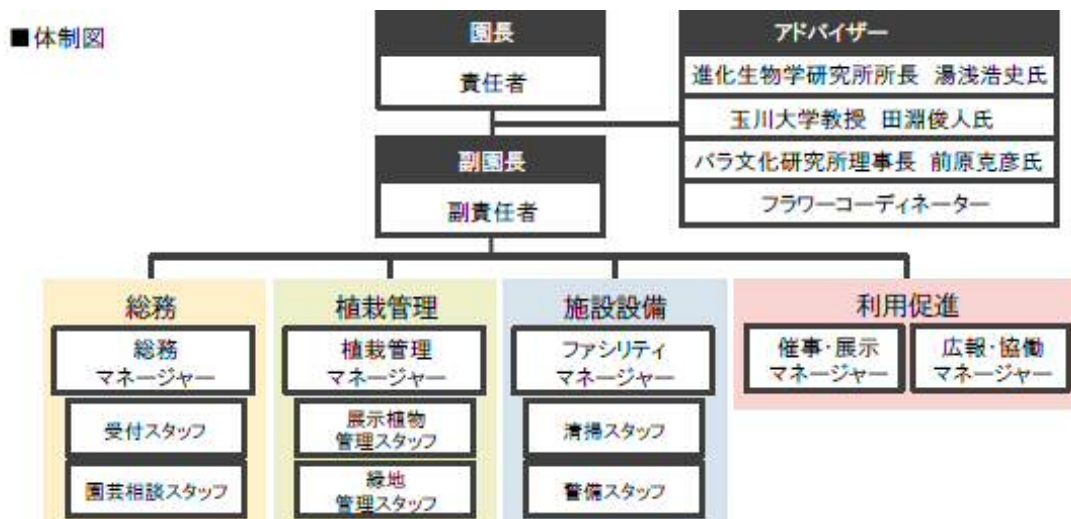 ■体制図
園長
責任者
アドバイザー
進化生物学研究所所長 湯浅浩史氏
玉川大学教授 田淵俊人氏
バラ文化研究所理事長 前原克彦氏
フラワーコーディネーター
副園長
副責任者
総務
総務
マネージャー
受付スタッフ
園芸相談スタッフ
植栽管理
植栽管理
マネージャー
展示植物
管理スタッフ
緑地
管理スタッフ
施設設備
ファシリティ
マネージャー
清掃スタッフ
警備スタッフ
利用促進
催事・展示
マネージャー
広報・協働
マネージャー